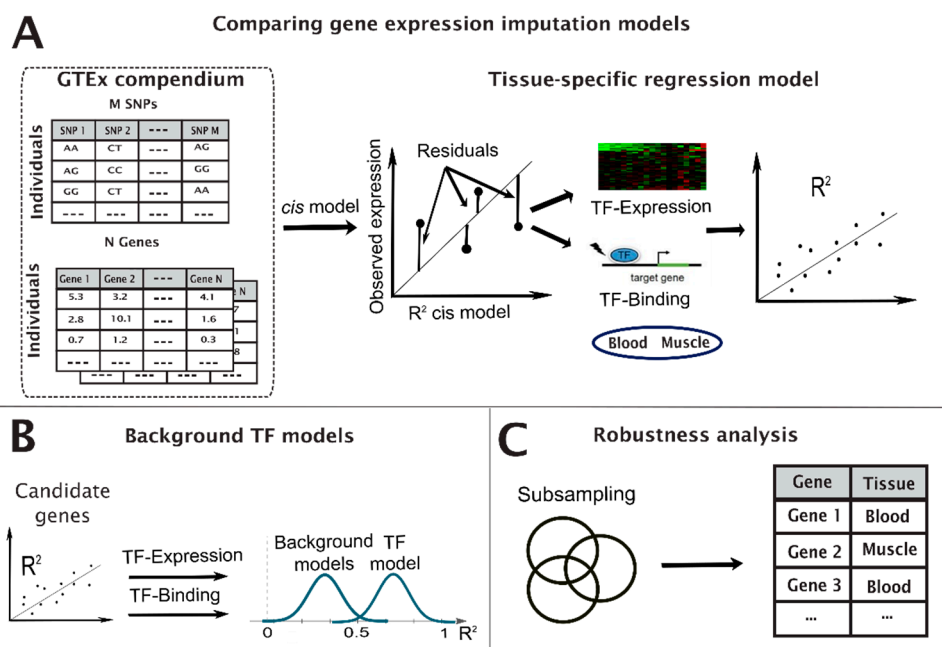 A
Comparing gene expression imputation models
GTEx compendium
M SNPs
Individuals
SNP 1 SNP 2 --- SNP M
AA CT --- AG
AG CC --- GG
GG CT --- AA
--- --- --- ---
N Genes
Individuals
Gene 1 Gene 2 --- Gene N
5.3 3.2 --- 4.1
2.8 10.1 --- 1.6
0.7 1.2 --- 0.3
--- --- --- ---
e N
7
1
8
--- --- --- ---
cis model
Tissue-specific regression model
Observed expression
Residuals
R² cis model
TF-Expression
TF
target gene
TF-Binding
Blood Muscle
R²
B
Background TF models
Candidate
genes
R²
TF-Expression
TF-Binding
Background
models
TF
model
0 0.5 1 R²
C
Robustness analysis
Subsampling
Gene Tissue
Gene 1 Blood
Gene 2 Muscle
Gene 3 Blood
... ...